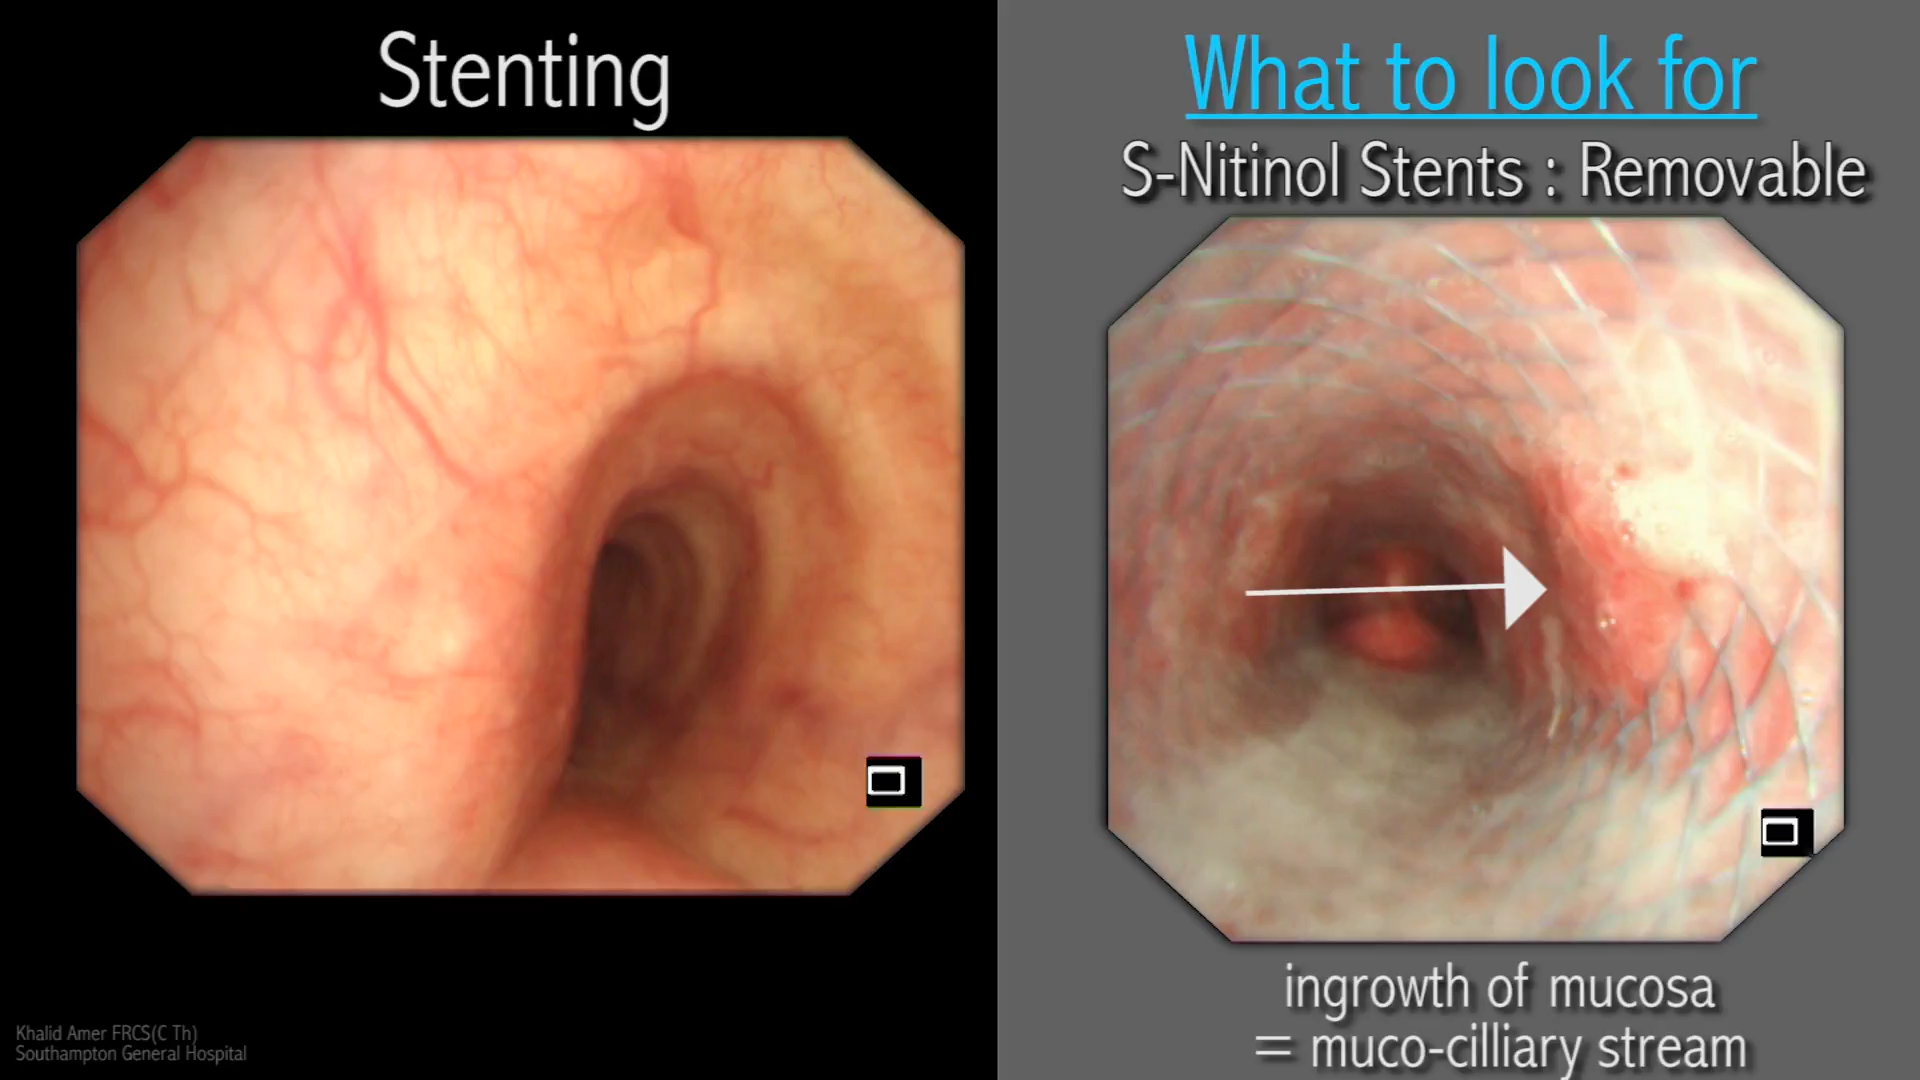 Stenting
What to look for
S-Nitinol Stents : Removable
ingrowth of mucosa
= muco-cilliary stream
Khalid Amer FRCS(C Th)
Southampton General Hospital